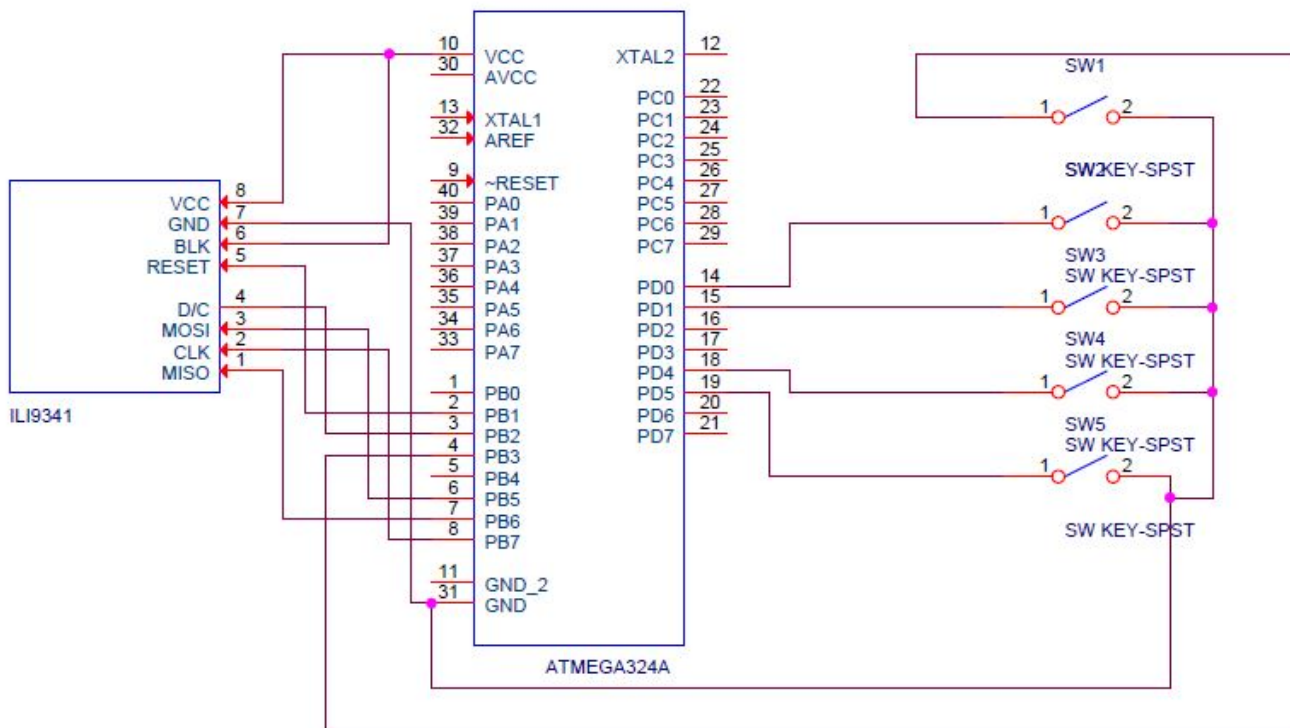 VCC 8
GND 7
BLK 6
RESET 5
D/C 4
MOSI 3
CLK 2
MISO 1
ILI9341
10 VCC
30 AVCC
13 XTAL1
32 AREF
9 ~RESET
40 PA0
39 PA1
38 PA2
37 PA3
36 PA4
35 PA5
34 PA6
33 PA7
1 PB0
2 PB1
3 PB2
4 PB3
5 PB4
6 PB5
7 PB6
8 PB7
11 GND_2
31 GND
XTAL2 12
PC0 22
PC1 23
PC2 24
PC3 25
PC4 26
PC5 27
PC6 28
PC7 29
PD0 14
PD1 15
PD2 16
PD3 17
PD4 18
PD5 19
PD6 20
PD7 21
ATMEGA324A
SW1
1 2
SW2
SW KEY-SPST
1 2
SW3
SW KEY-SPST
1 2
SW4
SW KEY-SPST
1 2
SW5
SW KEY-SPST
1 2
SW KEY-SPST